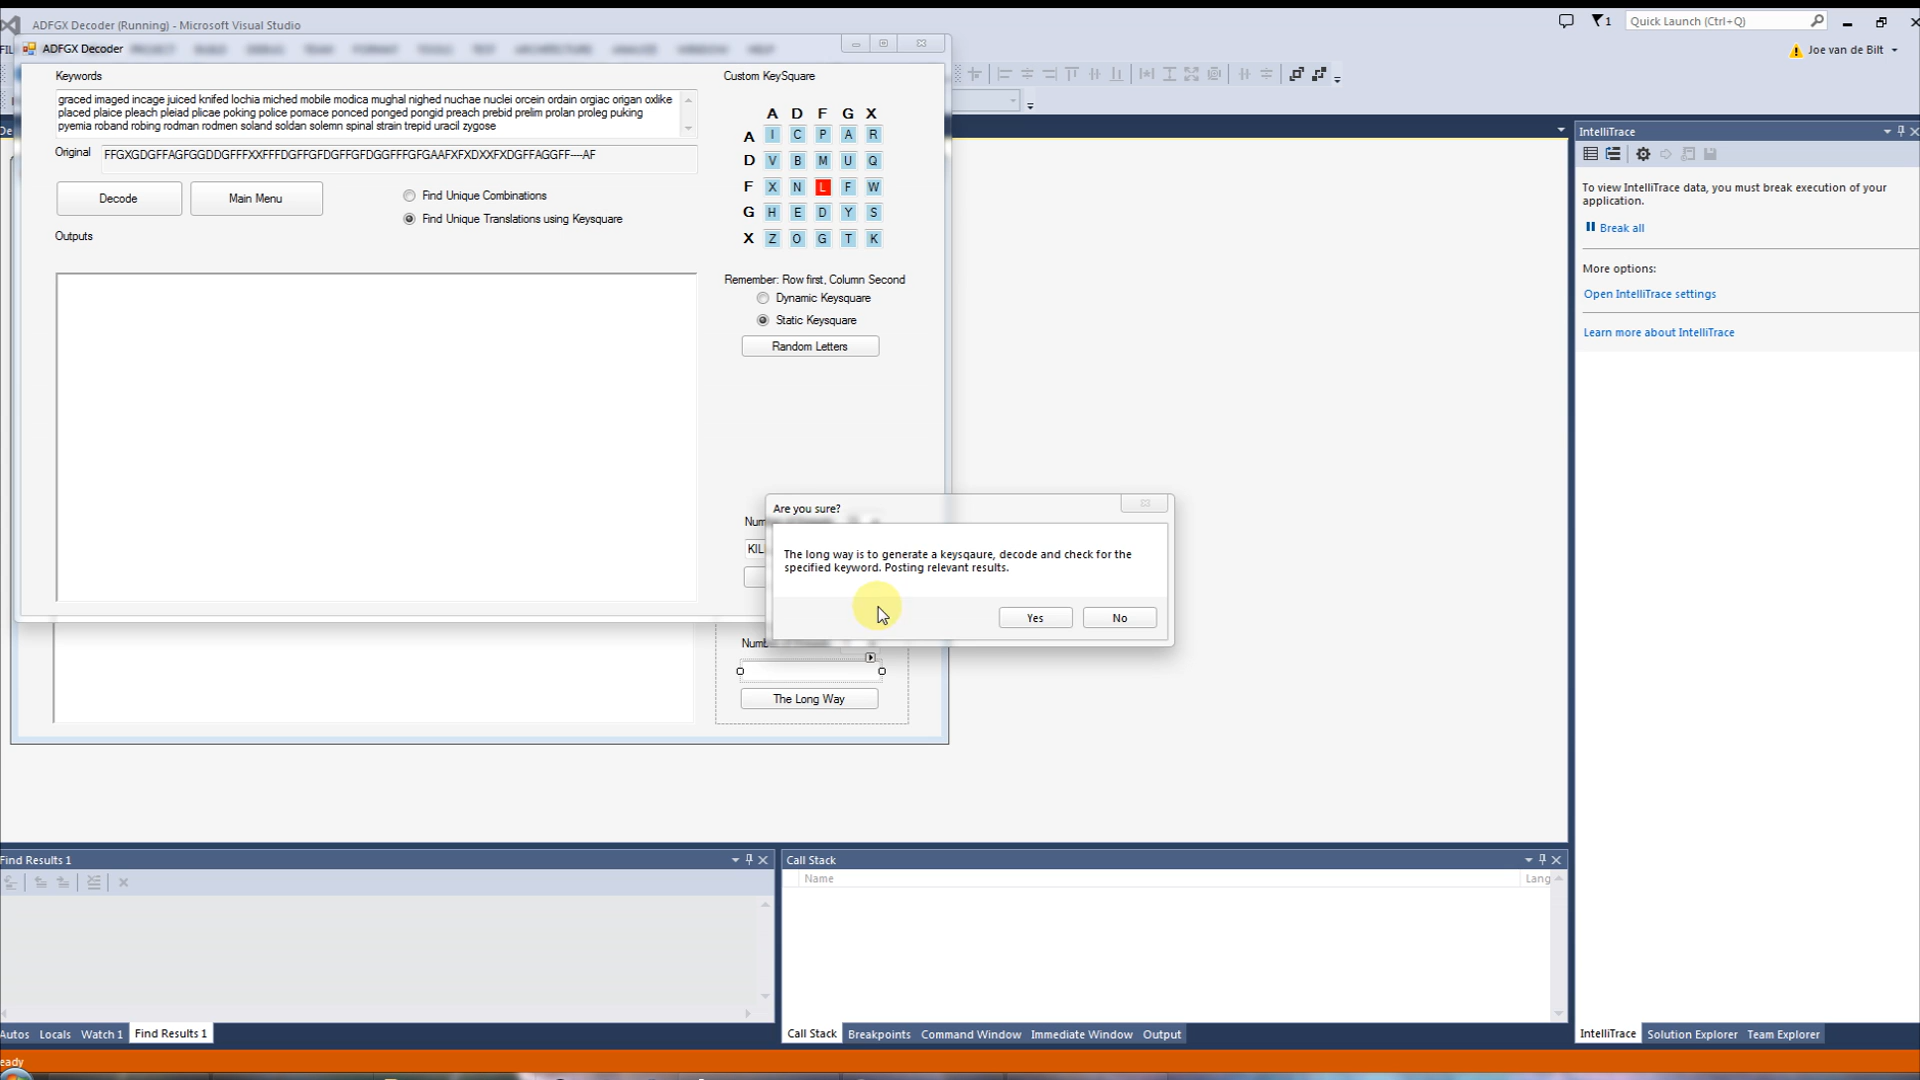 ADFGX Decoder (Running) - Microsoft Visual Studio
1
Quick Launch (Ctrl+Q)
ADFGX Decoder
Joe van de Bilt
Keywords
graced imaged incage juiced knifed lochia miched mobile modica mughal nighed nuchae nuclei orcein ordain orgiac origan oxlike
placed plaice pleach pleiad plicae poking police pomace ponced ponged pongid preach prebid prelim prolan proleg puking
pyemia roband robing rodman rodmen soland soldan solemn spinal strain trepid uracil zygose
Original
FFGXGDGFFAGFGGDDGFFFXXFFFDGFFGFDGFFGFDGGFFFGFGAAFXFXDXXFXDGFFAGGFF----AF
Decode
Main Menu
Find Unique Combinations
Find Unique Translations using Keysquare
Outputs
Custom KeySquare
A D F G X
A I C P A R
D V B M U Q
F X N L F W
G H E D Y S
X Z O G T K
Remember: Row first, Column Second
Dynamic Keysquare
Static Keysquare
Random Letters
Are you sure?
The long way is to generate a keysqaure, decode and check for the
specified keyword. Posting relevant results.
Yes
No
The Long Way
IntelliTrace
To view IntelliTrace data, you must break execution of your
application.
Break all
More options:
Open IntelliTrace settings
Learn more about IntelliTrace
Find Results 1
Call Stack
Name
Lang
Autos
Locals
Watch 1
Find Results 1
Call Stack
Breakpoints
Command Window
Immediate Window
Output
IntelliTrace
Solution Explorer
Team Explorer
eady